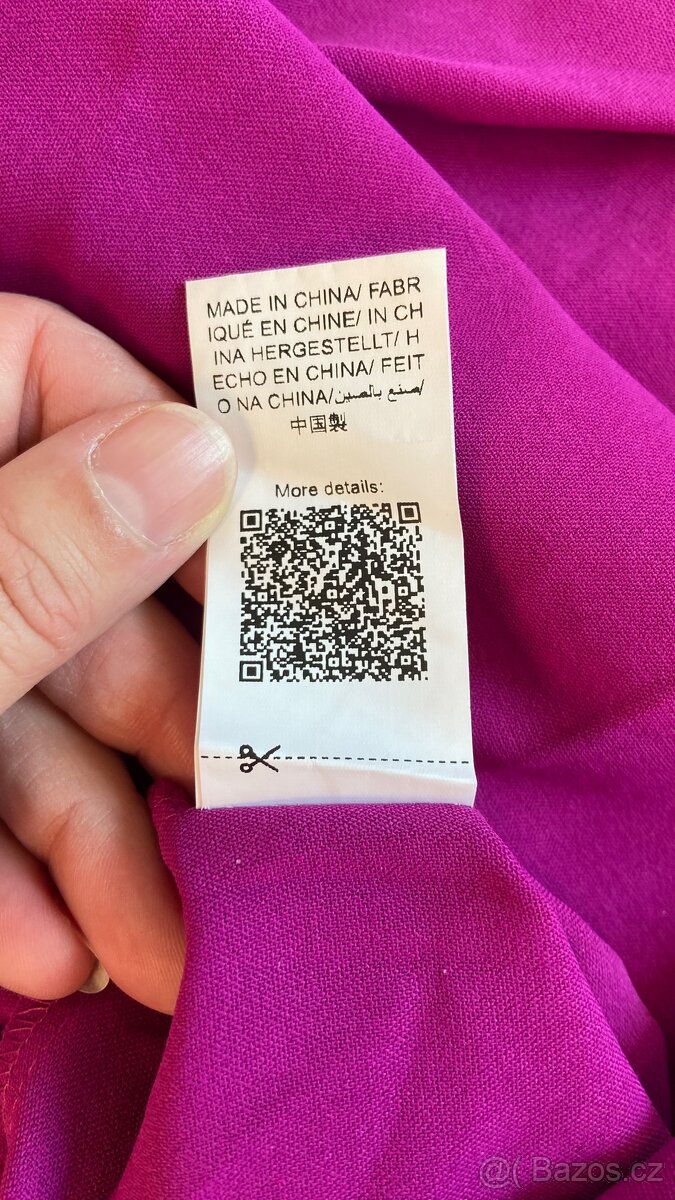 MADE IN CHINA/ FABR
IQUÉ EN CHINE/ IN CH
INA HERGESTELLT/ H
ECHO EN CHINA/ FEIT
O NA CHINA/صنع بالصين/
中国製
More details:
@( Bazos.cz